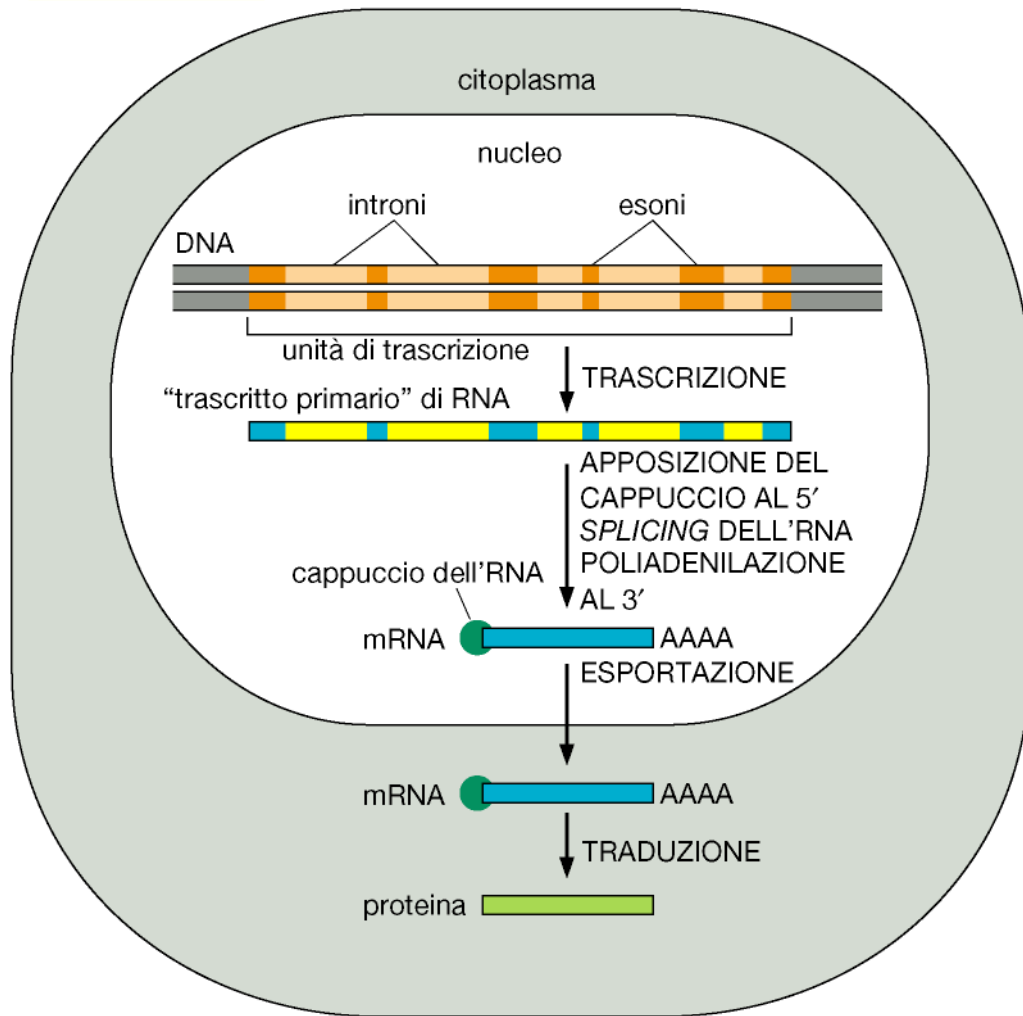 citoplasma
nucleo
introni
esoni
DNA
unità di trascrizione
TRASCRIZIONE
“trascritto primario” di RNA
APPOSIZIONE DEL
CAPPUCCIO AL 5′
SPLICING DELL’RNA
POLIADENILAZIONE
AL 3′
cappuccio dell’RNA
mRNA
AAAA
ESPORTAZIONE
mRNA
AAAA
TRADUZIONE
proteina